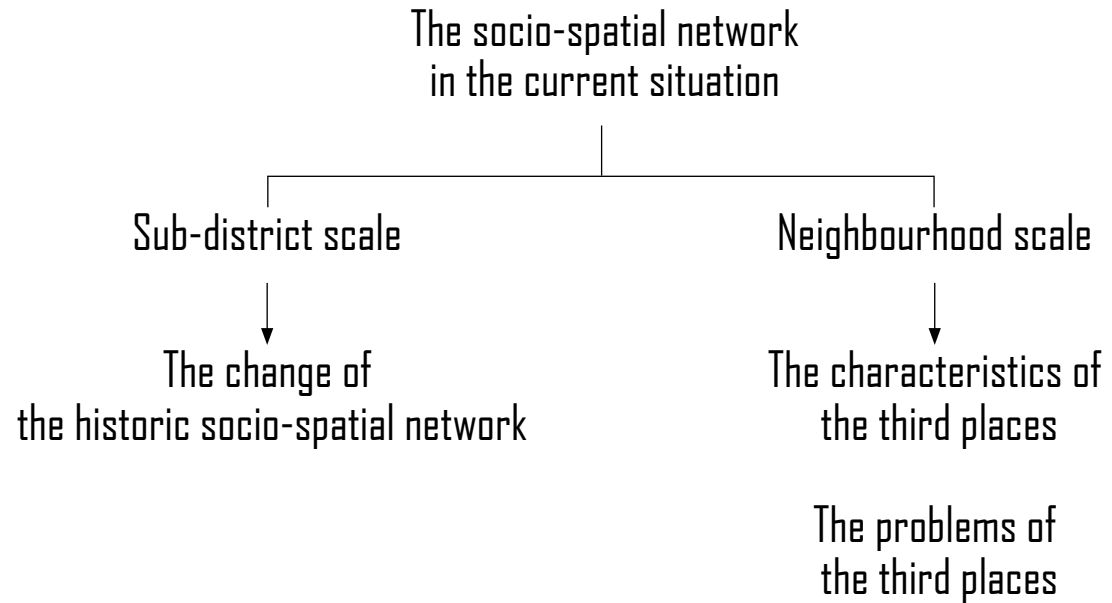 The socio-spatial network
in the current situation
Sub-district scale
Neighbourhood scale
The change of
the historic socio-spatial network
The characteristics of
the third places
The problems of
the third places